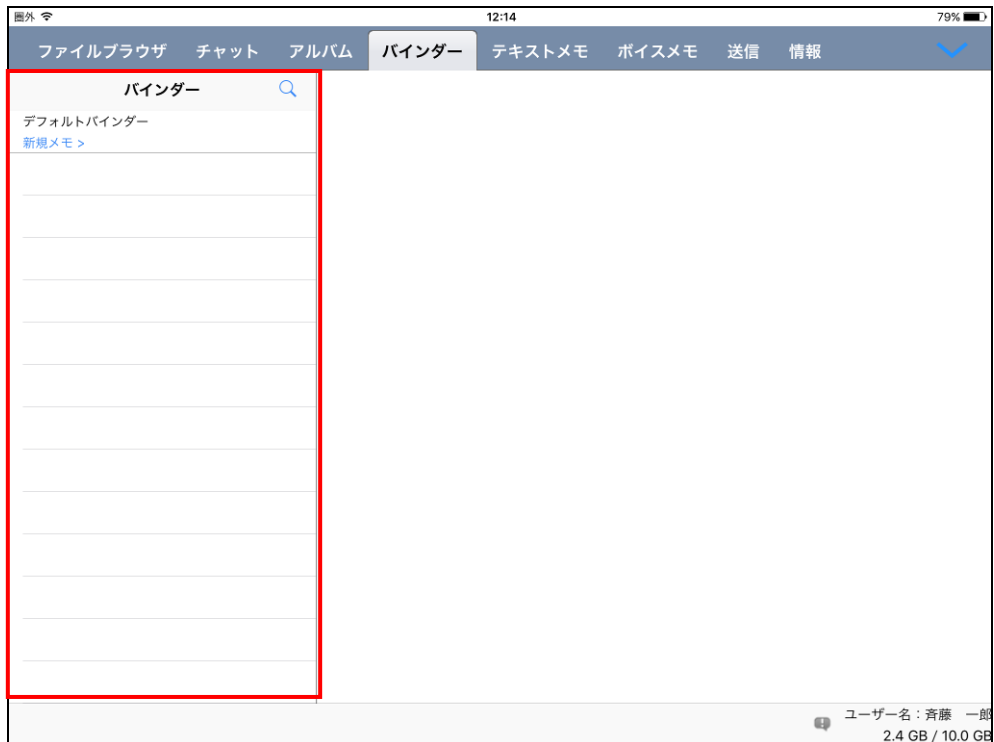 圏外 12:14 79%
ファイルブラウザ チャット アルバム バインダー テキストメモ ボイスメモ 送信 情報
バインダー
デフォルトバインダー
新規メモ >
ユーザー名：斉藤　一郎
2.4 GB / 10.0 GB